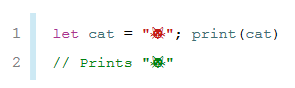 1 let cat = "🐱"; print(cat)
2 // Prints "🐱"